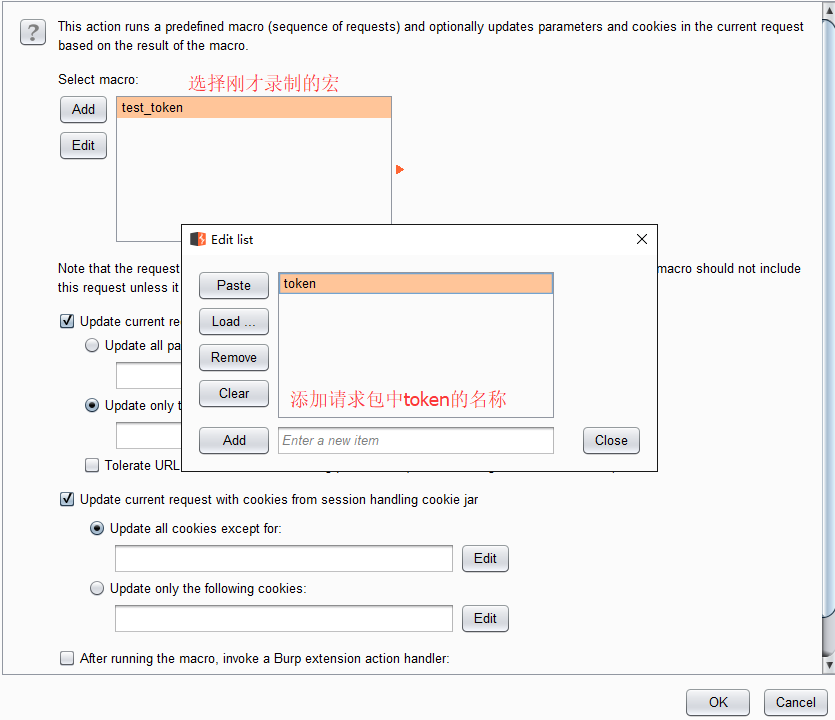 This action runs a predefined macro (sequence of requests) and optionally updates parameters and cookies in the current request
based on the result of the macro.
?
Select macro:
选择刚才录制的宏
Add
test_token
Edit
Edit list
Note that the request
macro should not include
this request unless it
Paste
token
Load ...
Update current re
Update all pa
Remove
Clear
添加请求包中token的名称
Update only t
Add
Enter a new item
Close
Tolerate URL
Update current request with cookies from session handling cookie jar
Update all cookies except for:
Edit
Update only the following cookies:
Edit
After running the macro, invoke a Burp extension action handler:
OK
Cancel